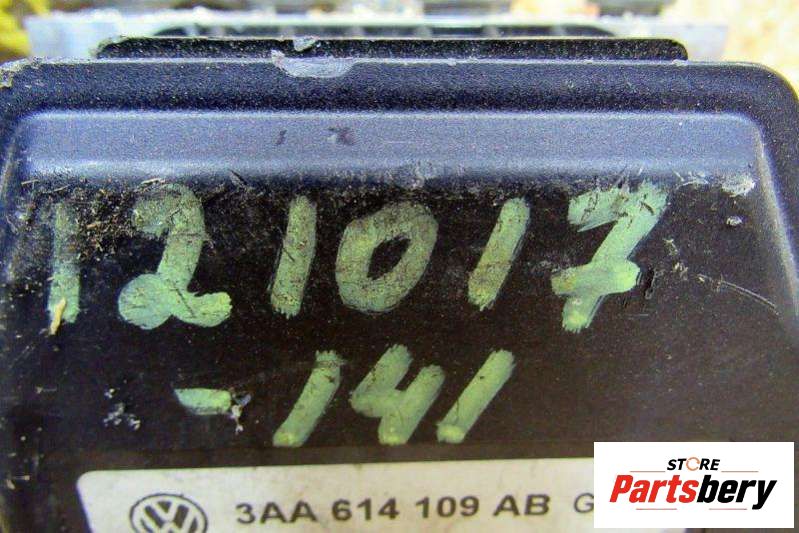 121017
-141
3AA 614 109 AB G
STORE
Partsbery